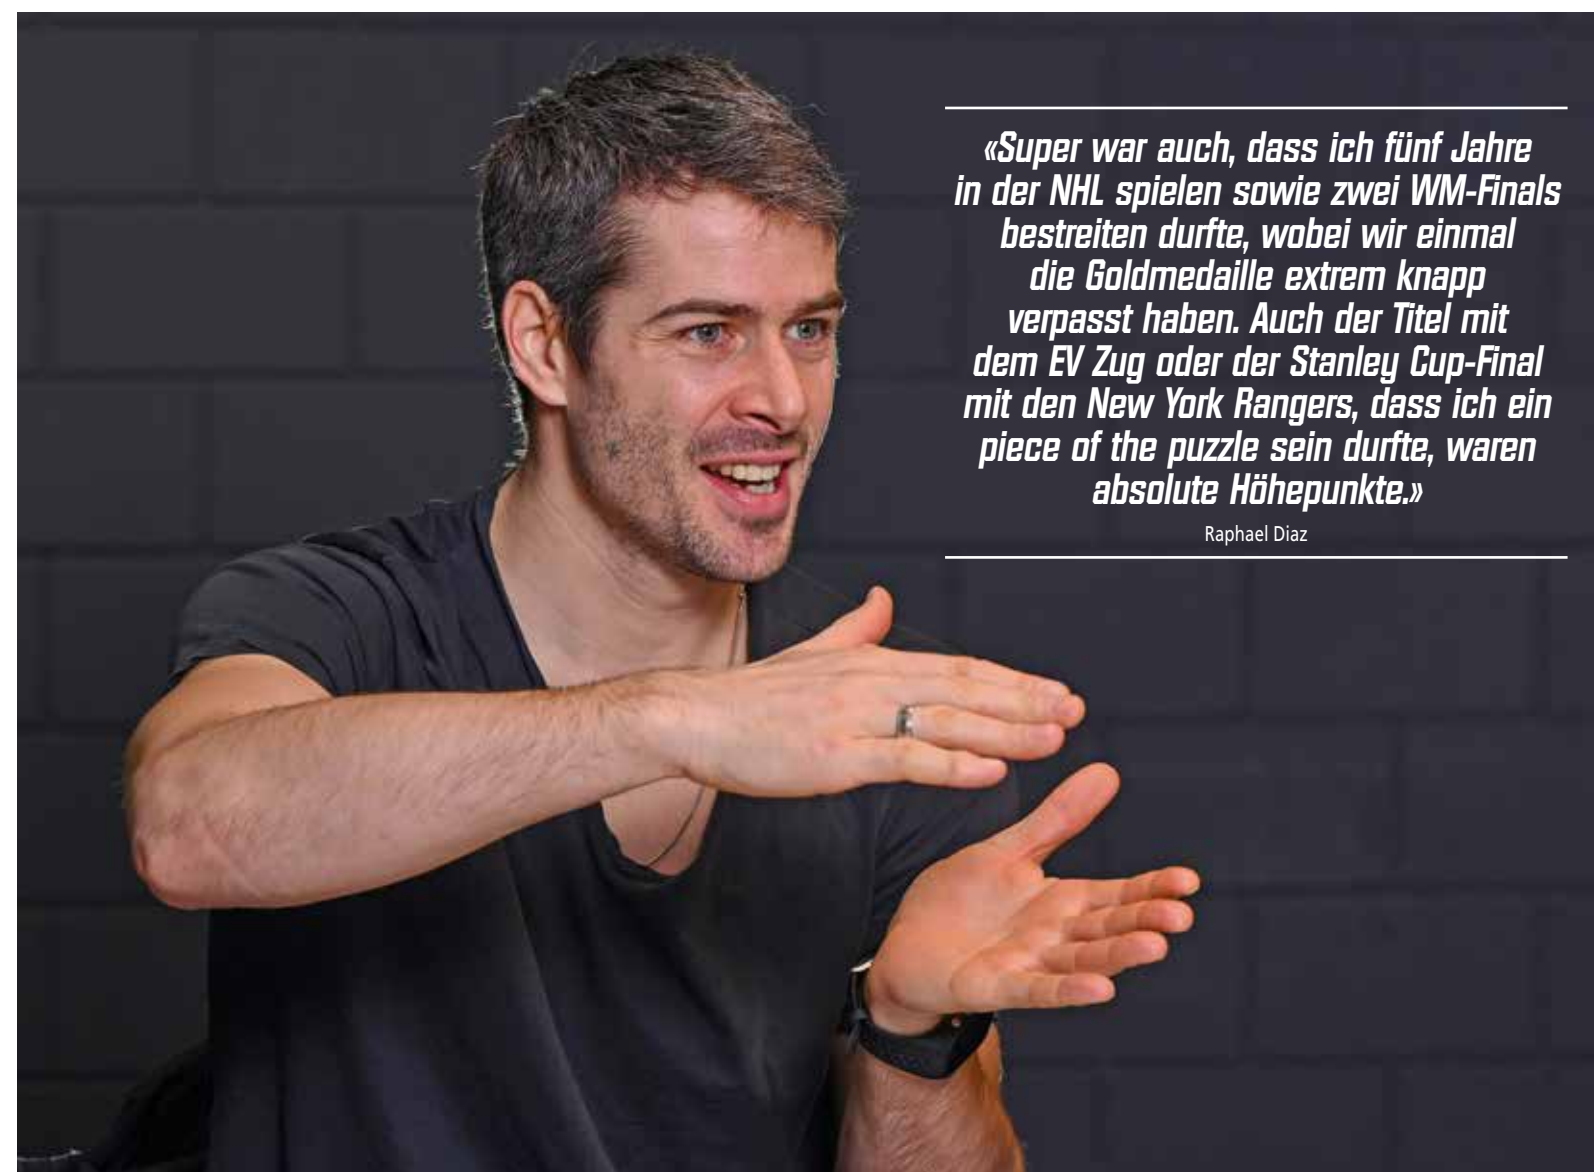 «Super war auch, dass ich fünf Jahre
in der NHL spielen sowie zwei WM-Finals
bestreiten durfte, wobei wir einmal
die Goldmedaille extrem knapp
verpasst haben. Auch der Titel mit
dem EV Zug oder der Stanley Cup-Final
mit den New York Rangers, dass ich ein
piece of the puzzle sein durfte, waren
absolute Höhepunkte.»
Raphael Diaz